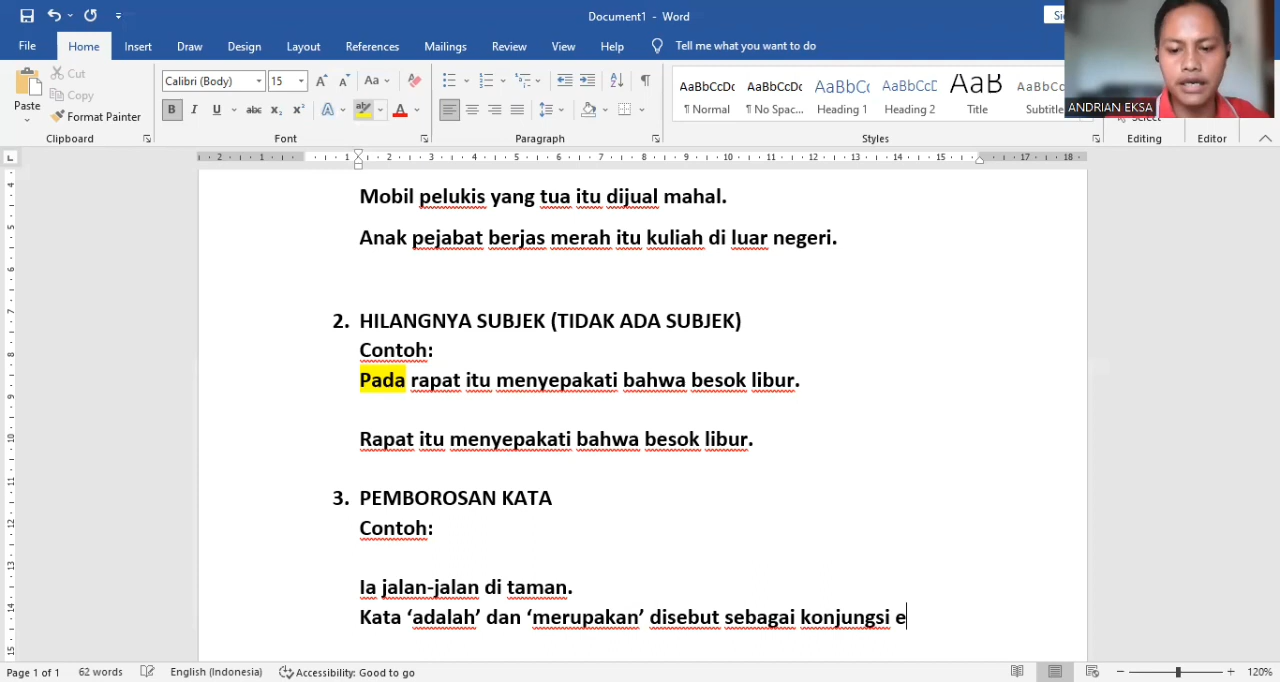 Document1 - Word
File Home Insert Draw Design Layout References Mailings Review View Help Tell me what you want to do
Paste
Cut
Copy
Format Painter
Calibri (Body) 15
AaBbCcDc AaBbCcDc AaBbCcD AaBbCcD AaB AaBbCcD
¶ Normal ¶ No Spac... Heading 1 Heading 2 Title Subtitle
ANDRIAN EKSA
Select
Clipboard Font Paragraph Styles Editing Editor
Mobil pelukis yang tua itu dijual mahal.
Anak pejabat berjas merah itu kuliah di luar negeri.
2. HILANGNYA SUBJEK (TIDAK ADA SUBJEK)
Contoh:
Pada rapat itu menyepakati bahwa besok libur.
Rapat itu menyepakati bahwa besok libur.
3. PEMBOROSAN KATA
Contoh:
Ia jalan-jalan di taman.
Kata ‘adalah’ dan ‘merupakan’ disebut sebagai konjungsi e
Page 1 of 1 62 words English (Indonesia) Accessibility: Good to go 120%